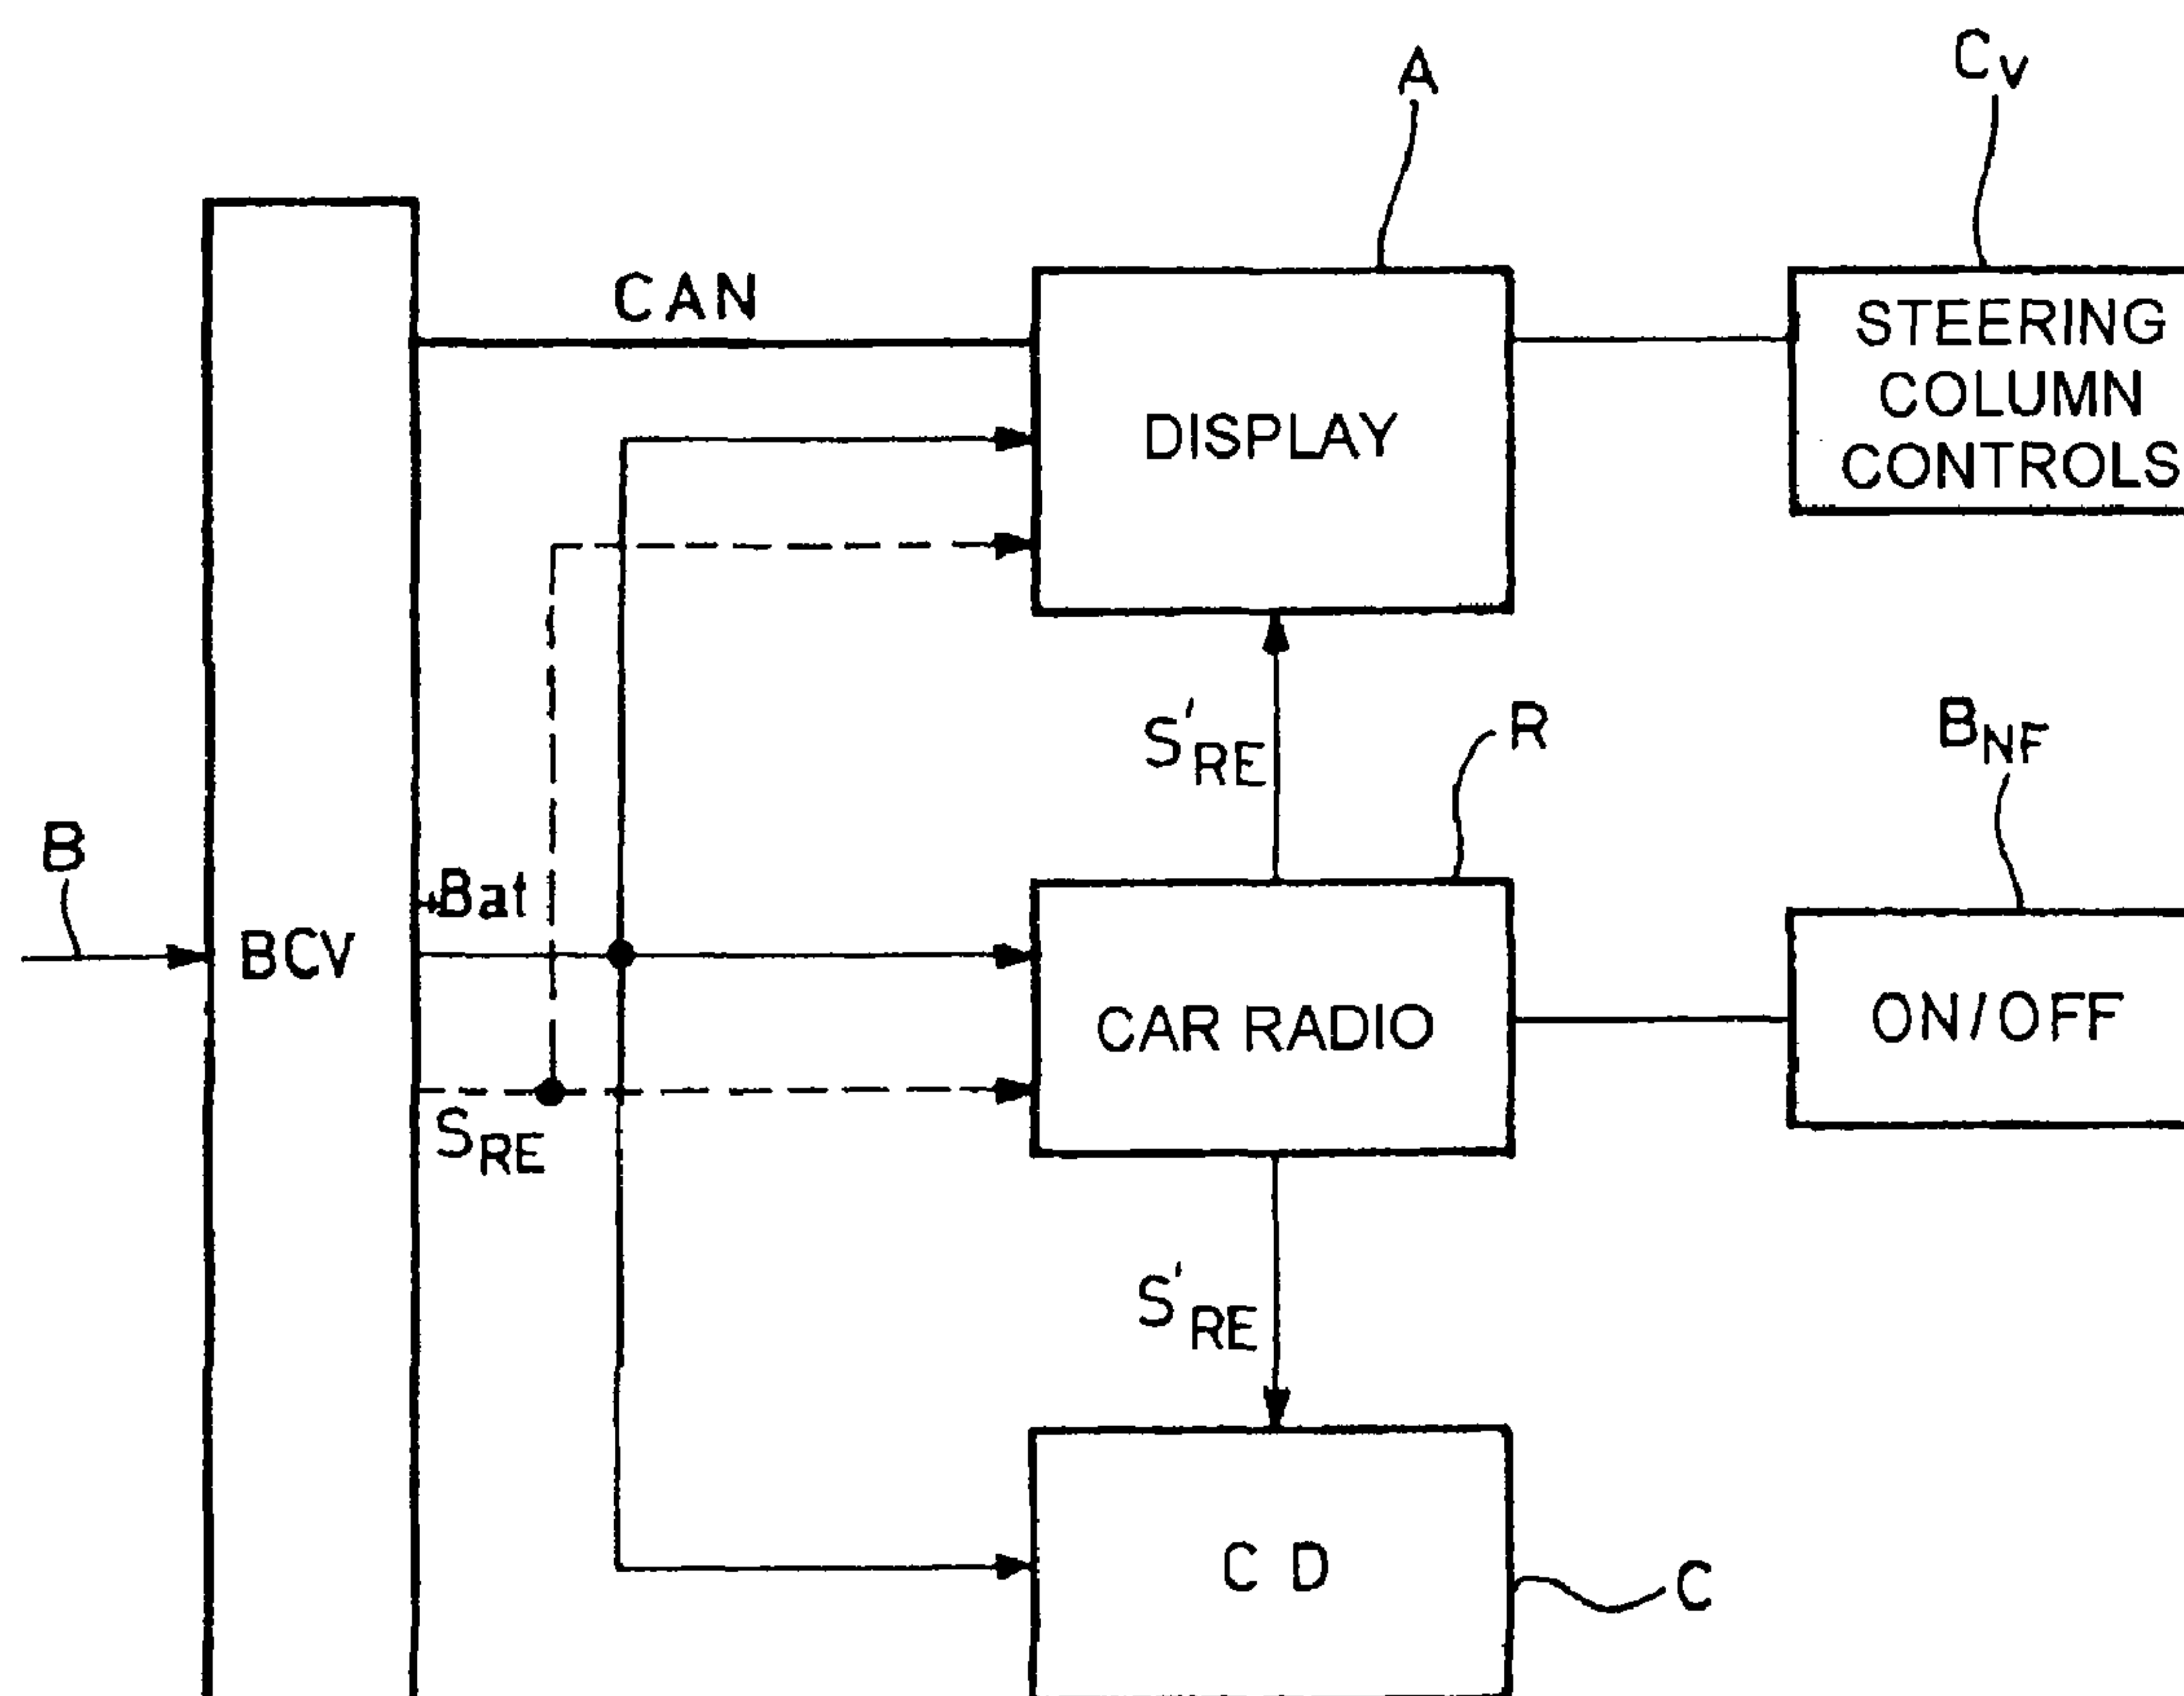 A
Cv
CAN
STEERING
COLUMN
CONTROLS
DISPLAY
S'RE
R
BNF
B
+Bat
BCV
ON/OFF
CAR RADIO
SRE
S'RE
C D
C